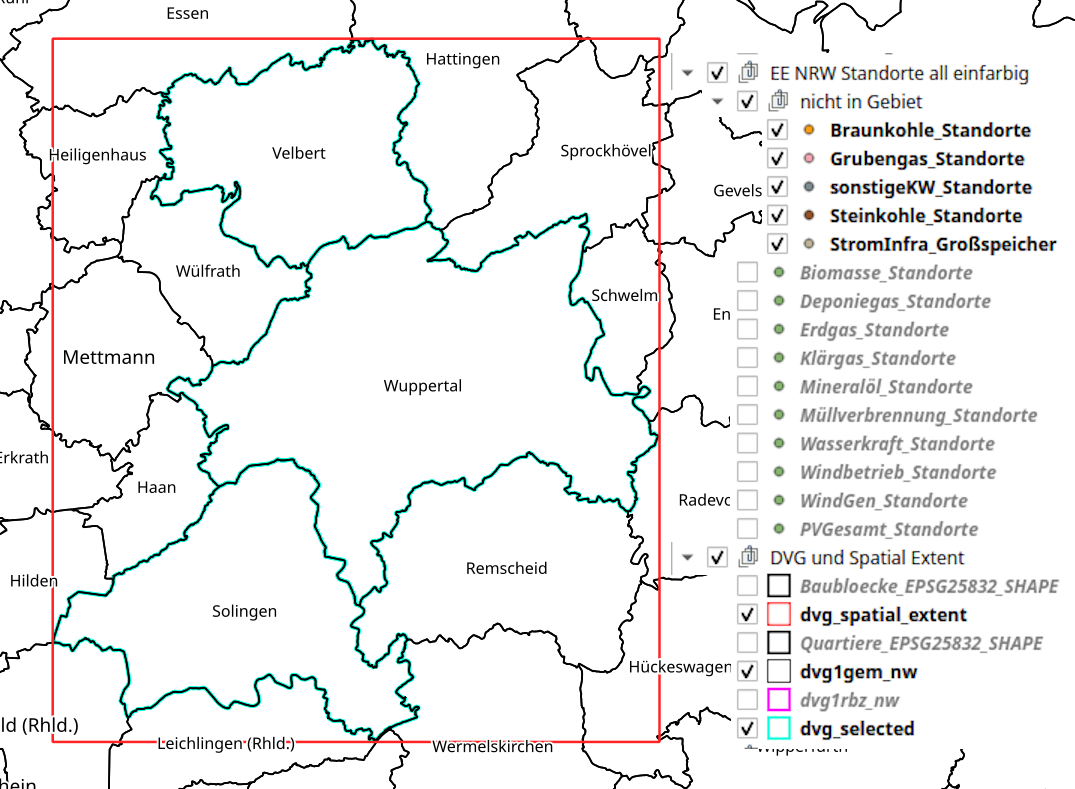 Essen
Hattingen
Heiligenhaus
Velbert
Sprockhövel
Gevels
Wülfrath
Schwelm
En
Mettmann
Wuppertal
Erkrath
Haan
Radevo
Hilden
Remscheid
Solingen
Hückeswagen
ld (Rhld.)
Leichlingen (Rhld.)
Wermelskirchen
hein
EE NRW Standorte all einfarbig
nicht in Gebiet
Braunkohle_Standorte
Grubengas_Standorte
sonstigeKW_Standorte
Steinkohle_Standorte
StromInfra_Großspeicher
Biomasse_Standorte
Deponiegas_Standorte
Erdgas_Standorte
Klärgas_Standorte
Mineralöl_Standorte
Müllverbrennung_Standorte
Wasserkraft_Standorte
Windbetrieb_Standorte
WindGen_Standorte
PVGesamt_Standorte
DVG und Spatial Extent
Baubloecke_EPSG25832_SHAPE
dvg_spatial_extent
Quartiere_EPSG25832_SHAPE
dvg1gem_nw
dvg1rbz_nw
dvg_selected